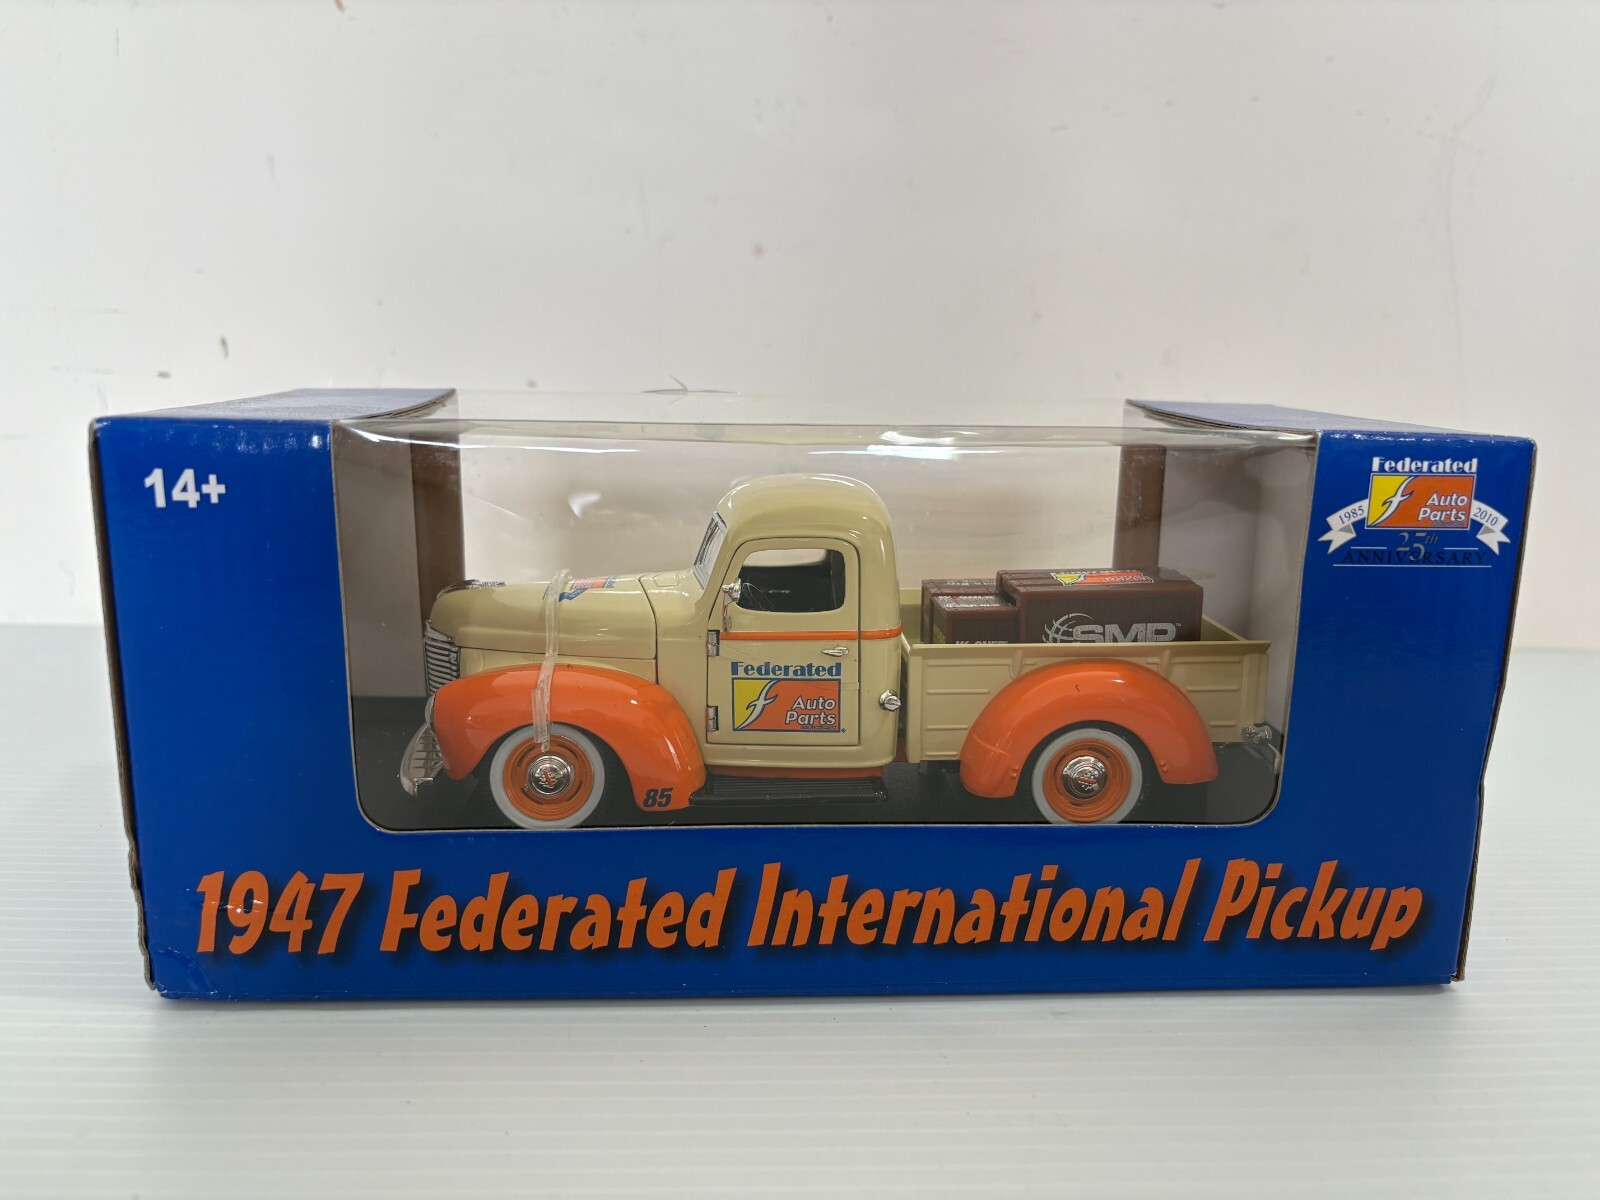 14+
Federated
Auto
Parts
1985
2010
25th
ANNIVERSARY
Federated
Auto
Parts
SMP
85
1947 Federated International Pickup